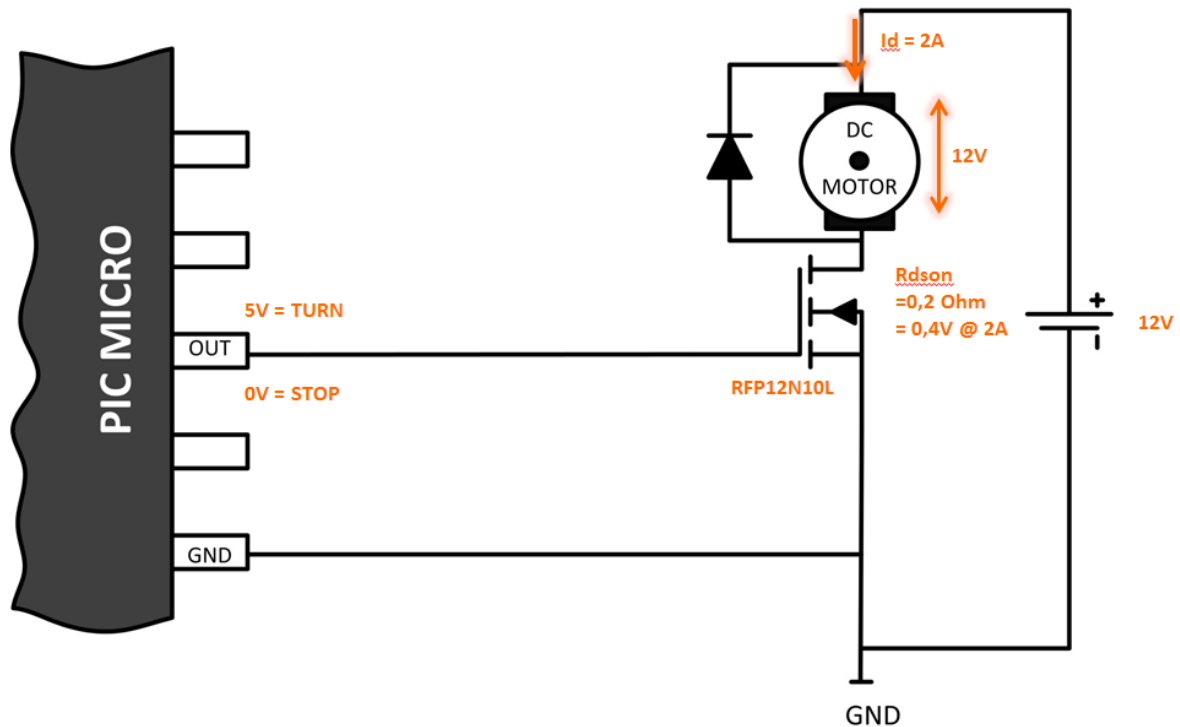 Id = 2A
DC
MOTOR
12V
PIC MICRO
5V = TURN
OUT
0V = STOP
Rdson
=0,2 Ohm
= 0,4V @ 2A
RFP12N10L
+
12V
-
GND
GND